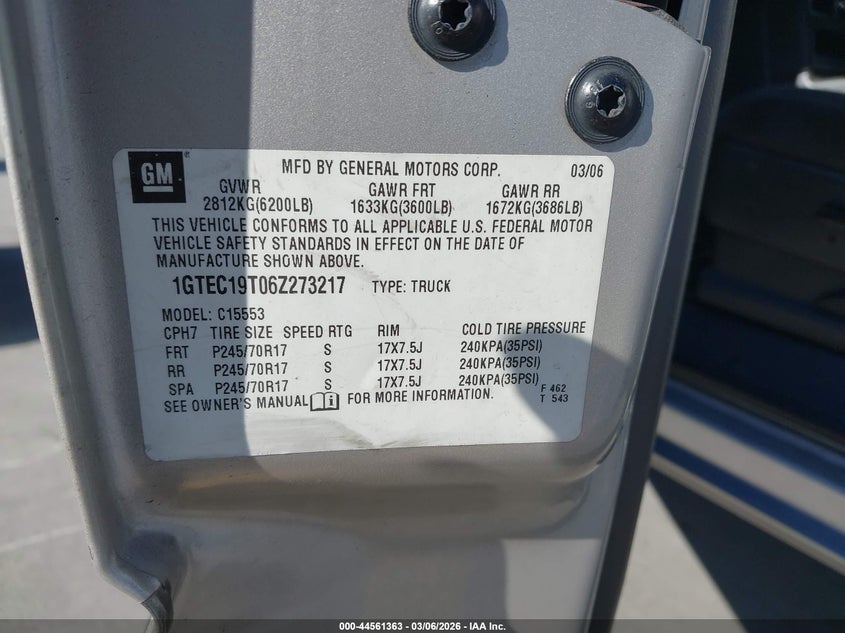 GM
MFD BY GENERAL MOTORS CORP. 03/06
GVWR GAWR FRT GAWR RR
2812KG(6200LB) 1633KG(3600LB) 1672KG(3686LB)
THIS VEHICLE CONFORMS TO ALL APPLICABLE U.S. FEDERAL MOTOR
VEHICLE SAFETY STANDARDS IN EFFECT ON THE DATE OF
MANUFACTURE SHOWN ABOVE.
1GTEC19T06Z273217 TYPE: TRUCK
MODEL: C15553
CPH7 TIRE SIZE SPEED RTG RIM COLD TIRE PRESSURE
FRT P245/70R17 S 17X7.5J 240KPA(35PSI)
RR P245/70R17 S 17X7.5J 240KPA(35PSI)
SPA P245/70R17 S 17X7.5J 240KPA(35PSI)
SEE OWNER'S MANUAL i FOR MORE INFORMATION.
F 462
T 543
000-44561363 — 03/06/2026 — IAA Inc.